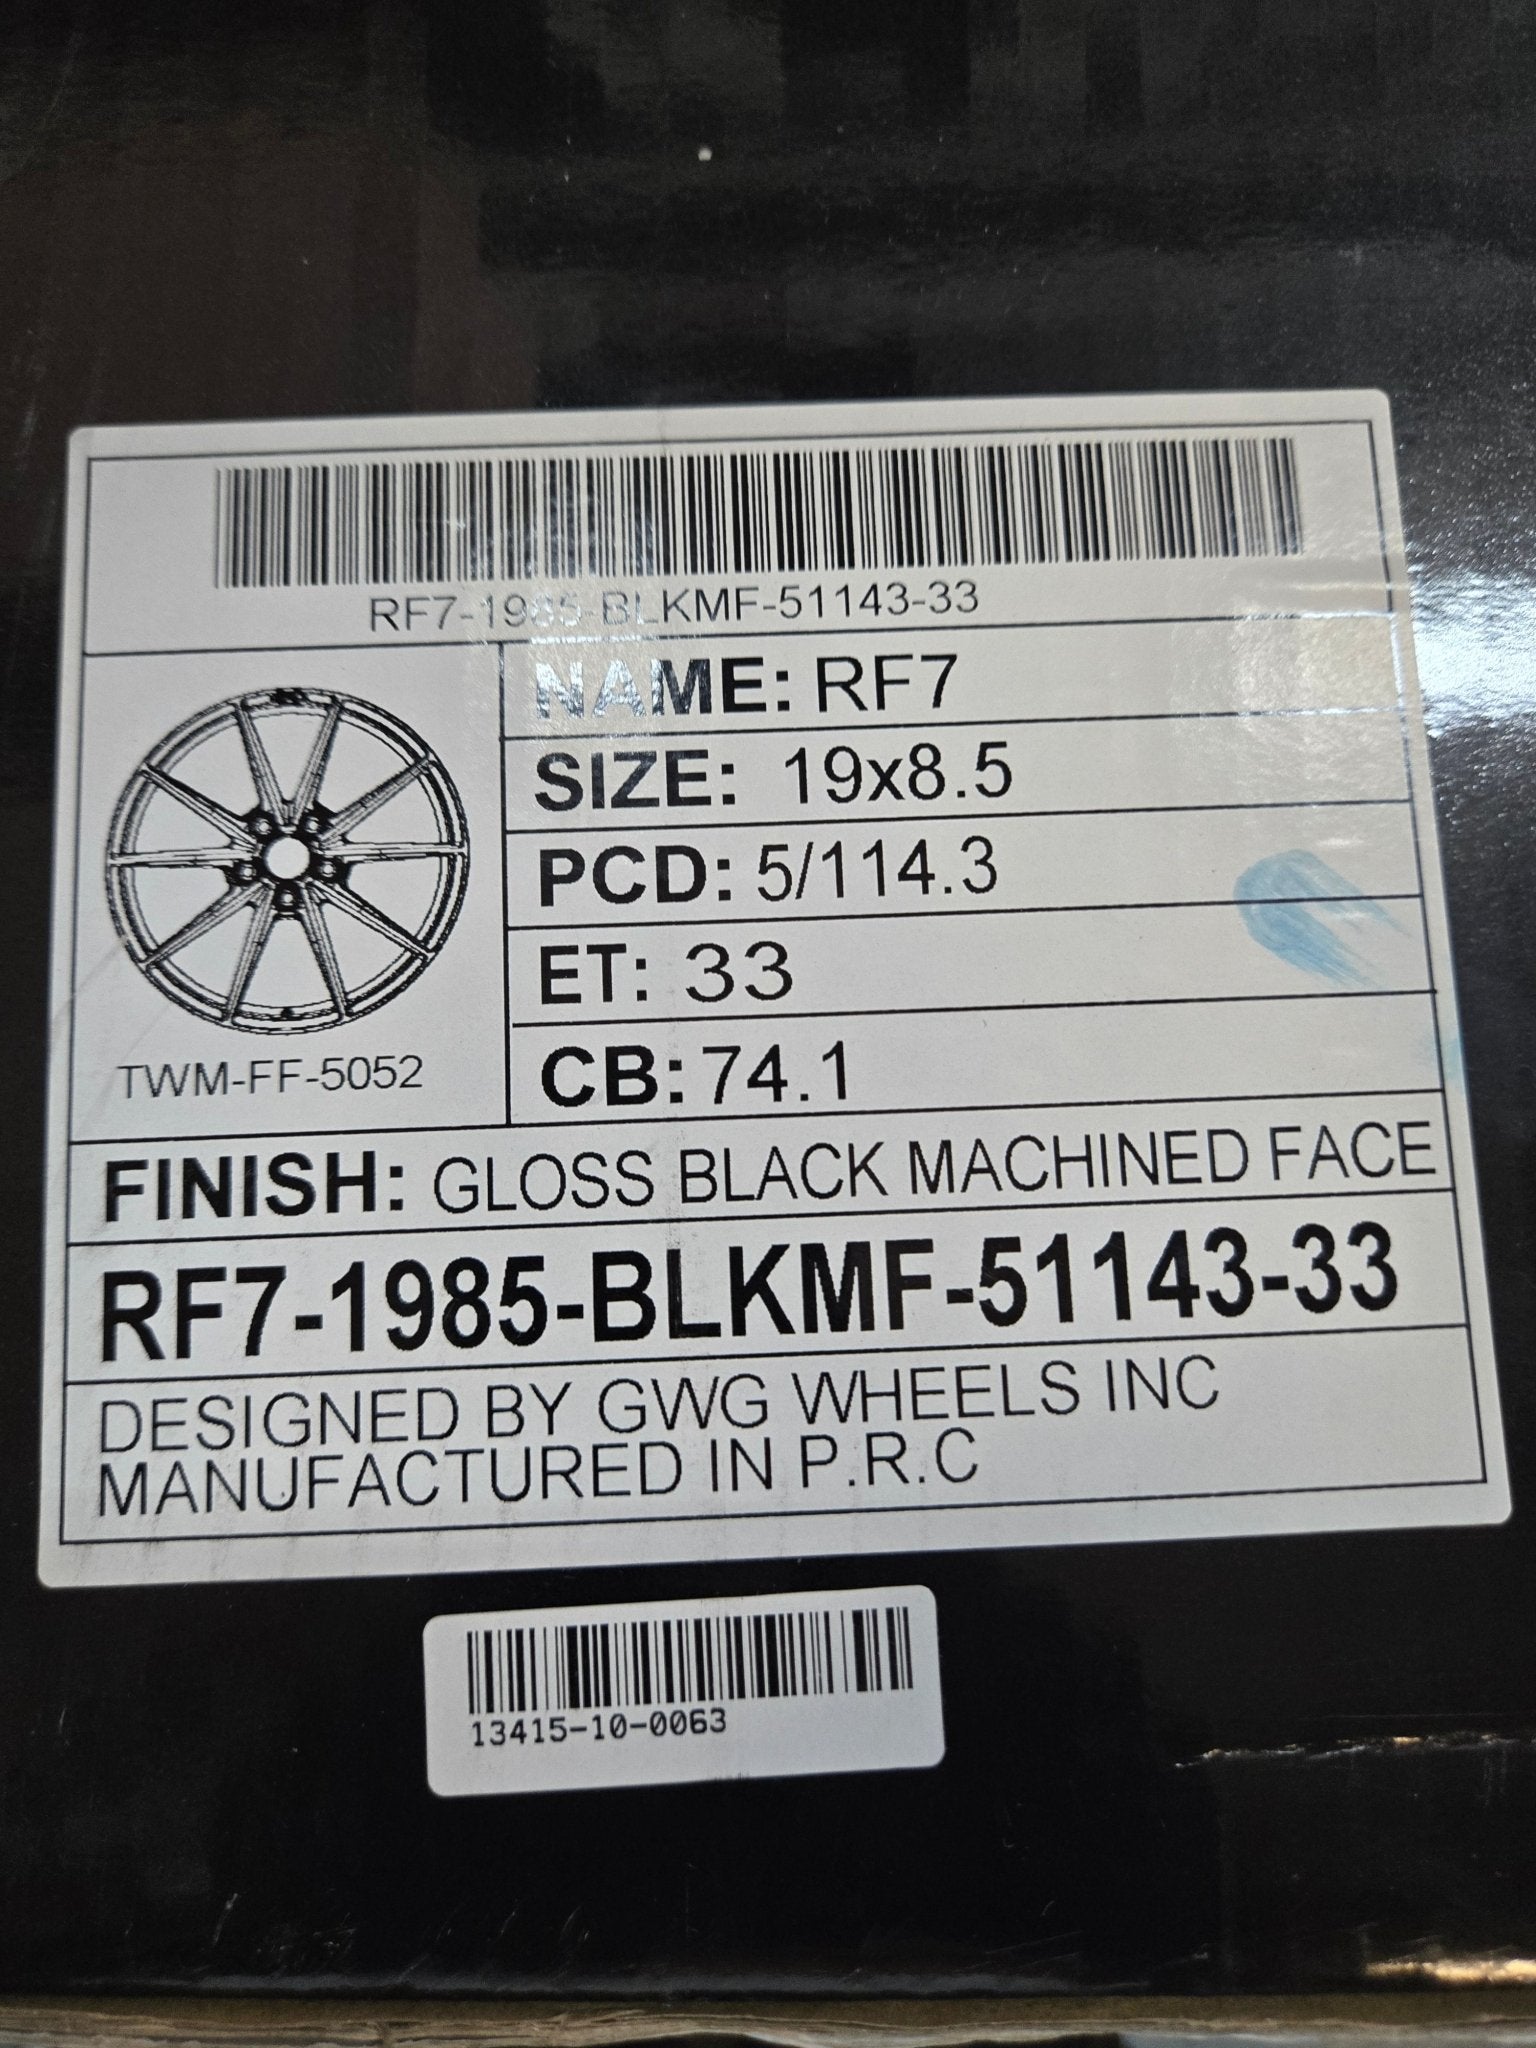 RF7-1985-BLKMF-51143-33
NAME: RF7
SIZE: 19x8.5
PCD: 5/114.3
ET: 33
CB: 74.1
TWM-FF-5052
FINISH: GLOSS BLACK MACHINED FACE
RF7-1985-BLKMF-51143-33
DESIGNED BY GWG WHEELS INC
MANUFACTURED IN P.R.C
13415-10-0063